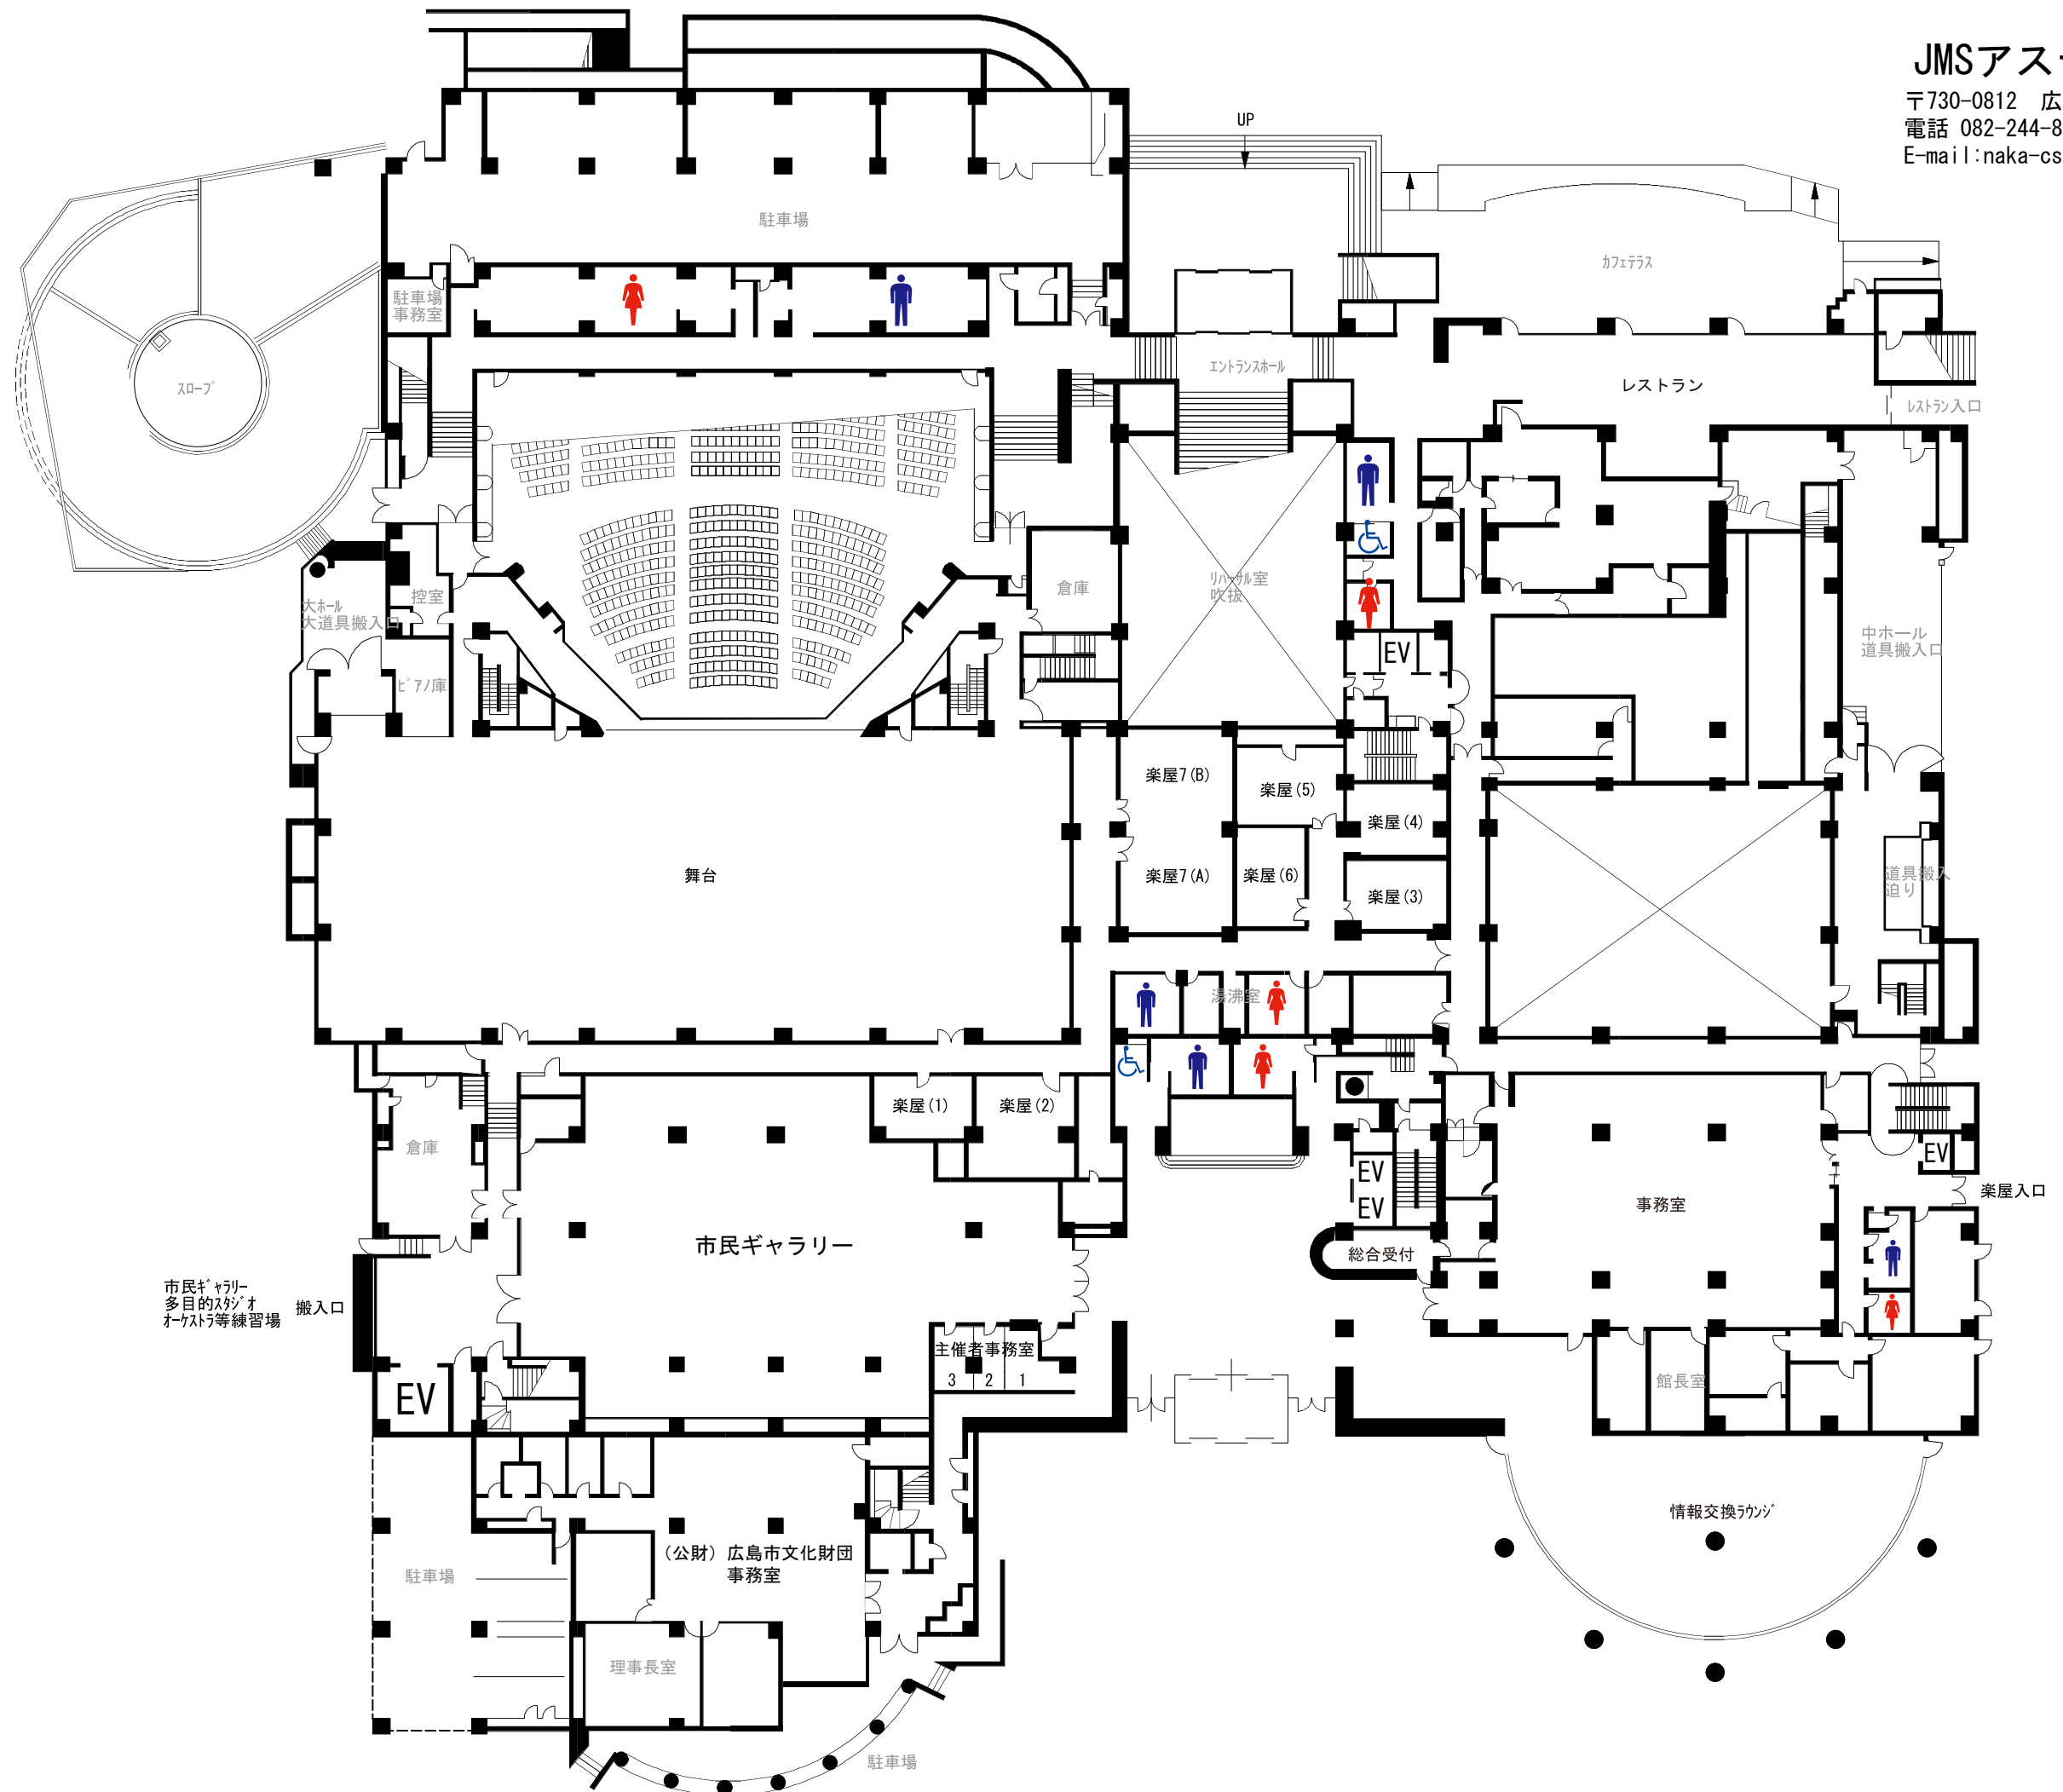 JMSアス
〒730-0812　広
電話 082-244-8
E-mail:naka-cs
UP
駐車場
カフェテラス
駐車場
事務室
エントランスホール
スロープ
レストラン
レストラン入口
控室
大ホール
大道具搬入口
倉庫
リハーサル室
吹抜
中ホール
道具搬入口
EV
ピアノ庫
楽屋7(B)
楽屋(5)
楽屋(4)
舞台
楽屋7(A)
楽屋(6)
楽屋(3)
道具搬入
迫り
湯沸室
楽屋(1)
楽屋(2)
倉庫
EV
EV
EV
楽屋入口
事務室
市民ギャラリー
総合受付
市民ギャラリー
多目的スタジオ
オーケストラ等練習場
搬入口
主催者事務室
3 2 1
EV
館長室
情報交換ラウンジ
(公財) 広島市文化財団
事務室
駐車場
理事長室
駐車場